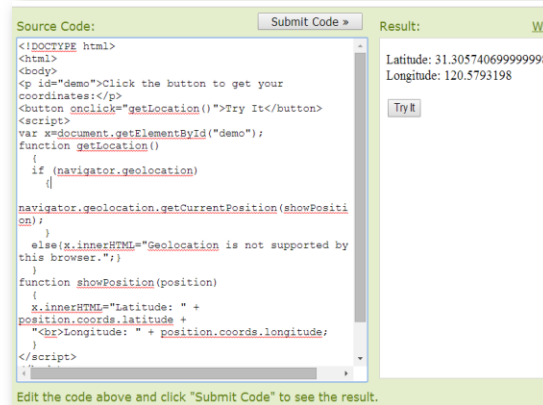 Source Code:
Submit Code »
<!DOCTYPE html>
<html>
<body>
<p id="demo">Click the button to get your
coordinates:</p>
<button onclick="getLocation()">Try It</button>
<script>
var x=document.getElementById("demo");
function getLocation()
  {
  if (navigator.geolocation)
    {
navigator.geolocation.getCurrentPosition(showPositi
on);
    }
  else{x.innerHTML="Geolocation is not supported by
this browser.";}
  }
function showPosition(position)
  {
  x.innerHTML="Latitude: " +
position.coords.latitude +
  "<br>Longitude: " + position.coords.longitude;
  }
</script>
Edit the code above and click "Submit Code" to see the result.
Result:
Latitude: 31.30574069999999
Longitude: 120.5793198
Try It